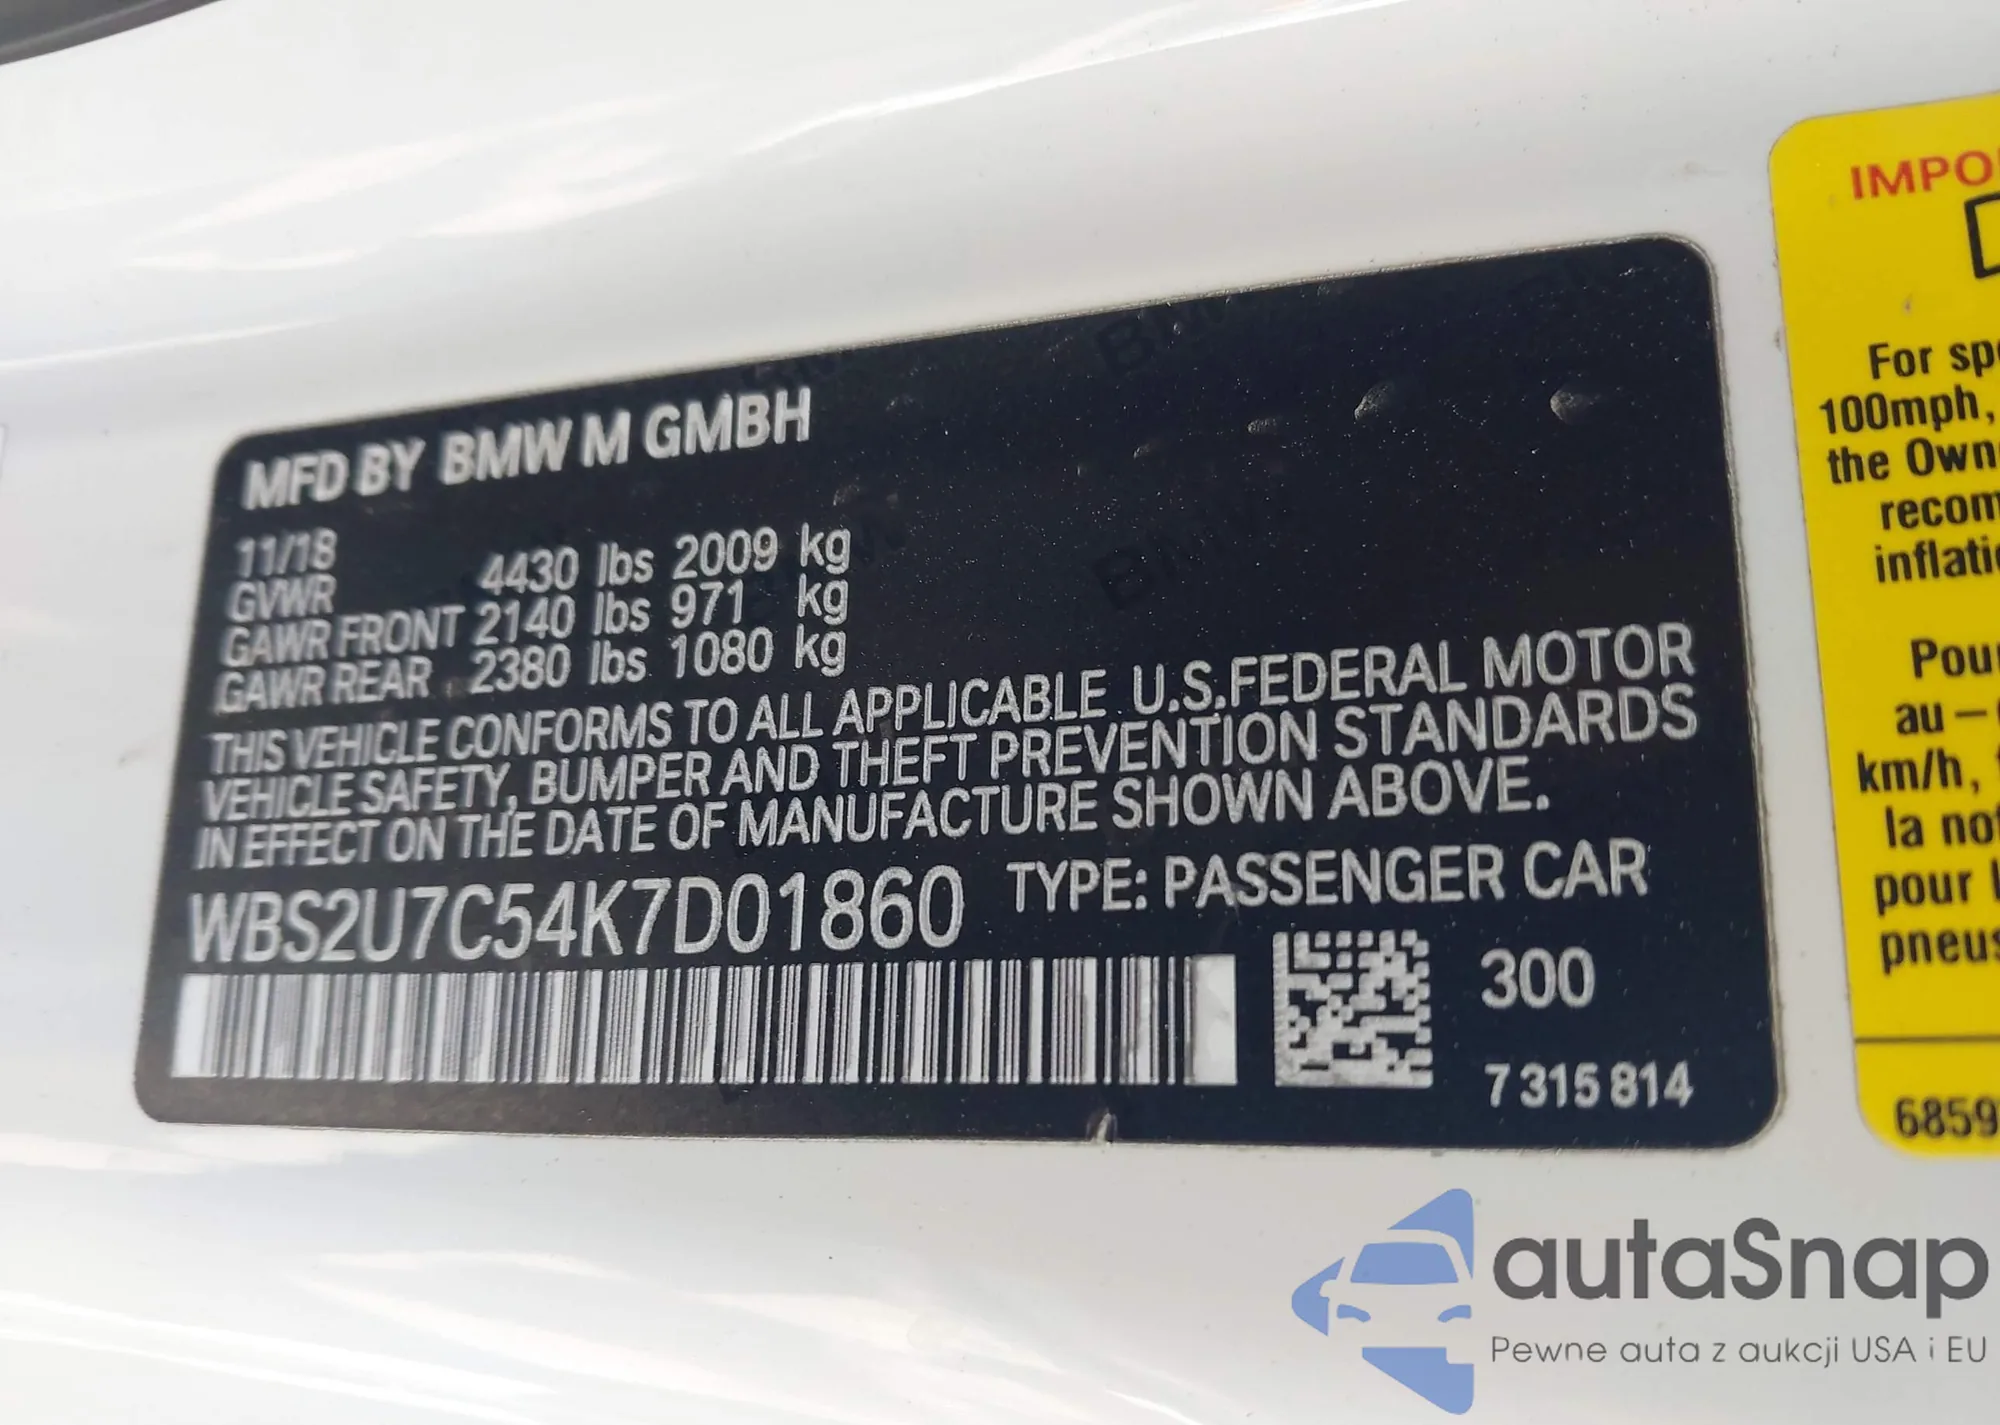 MFD BY BMW M GMBH
11/18
GVWR 4430 lbs 2009 kg
GAWR FRONT 2140 lbs 971 kg
GAWR REAR 2380 lbs 1080 kg
THIS VEHICLE CONFORMS TO ALL APPLICABLE U.S.FEDERAL MOTOR
VEHICLE SAFETY, BUMPER AND THEFT PREVENTION STANDARDS
IN EFFECT ON THE DATE OF MANUFACTURE SHOWN ABOVE.
WBS2U7C54K7D01860 TYPE: PASSENGER CAR
300
7 315 814
IMPO
For sp
100mph,
the Own
recom
inflati
Pou
au –
km/h,
la no
pour l
pneus
6859
autaSnap
Pewne auta z aukcji USA i EU